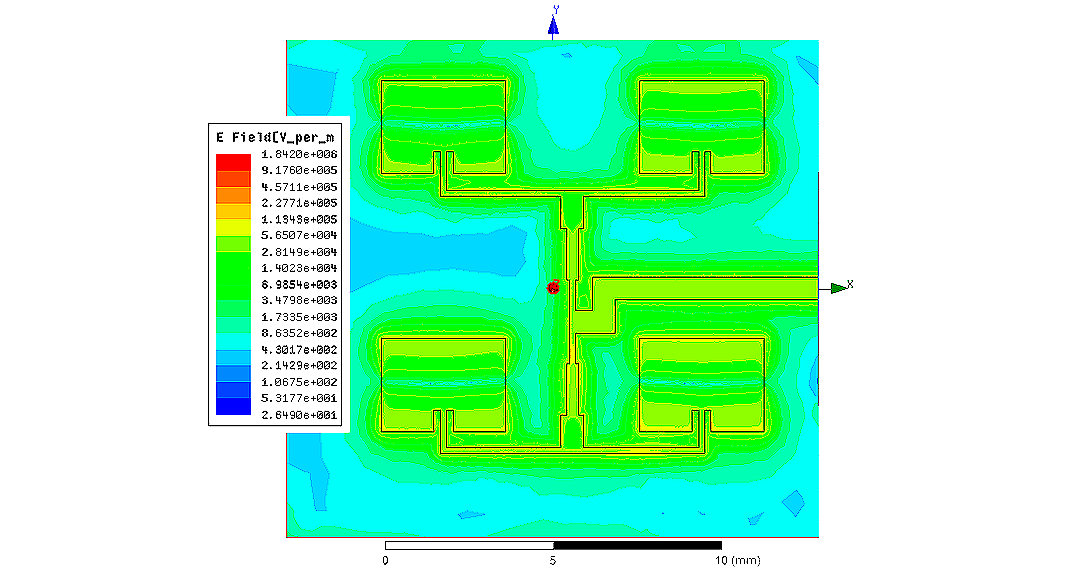 Y
E Field[V_per_m
1.8420e+006
9.1760e+005
4.5711e+005
2.2771e+005
1.1343e+005
5.6507e+004
2.8149e+004
1.4023e+004
6.9854e+003
3.4798e+003
1.7335e+003
8.6352e+002
4.3017e+002
2.1429e+002
1.0675e+002
5.3177e+001
2.6490e+001
X
0 5 10 (mm)